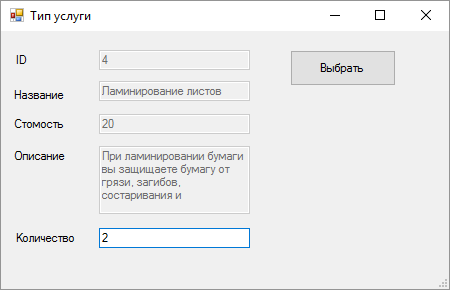 Тип услуги
ID
4
Выбрать
Название
Ламинирование листов
Стомость
20
Описание
При ламинировании бумаги
вы защищаете бумагу от
грязи, загибов,
состаривания и
Количество
2